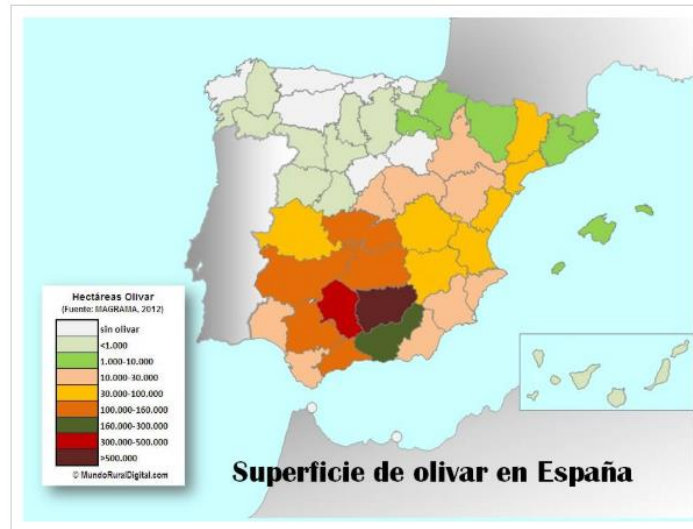 Hectáreas Olivar
(Fuente: MAGRAMA, 2012)
sin olivar
<1.000
1.000-10.000
10.000-30.000
30.000-100.000
100.000-160.000
160.000-300.000
300.000-500.000
>500.000
© MundoRuralDigital.com
Superficie de olivar en España